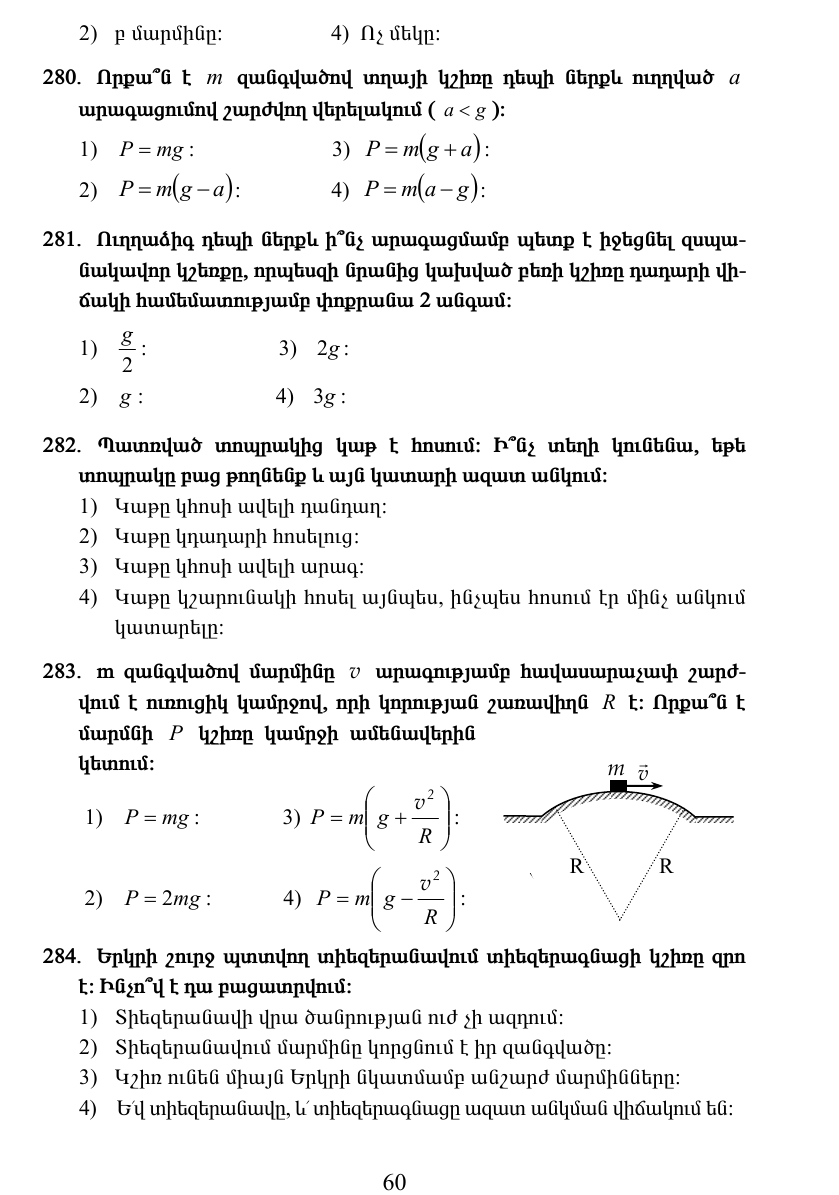 2) բ մարմինը: 4) Ոչ մեկը:
280. Որքա՞ն է m զանգվածով տղայի կշիռը դեպի ներքև ուղղված a
արագացումով շարժվող վերելակում ( a < g ):
1) P = mg : 3) P = m(g + a):
2) P = m(g − a): 4) P = m(a − g):
281. Ուղղաձիգ դեպի ներքև ի՞նչ արագացմամբ պետք է իջեցնել զսպա-
նակավոր կշեռքը, որպեսզի նրանից կախված բեռի կշիռը դադարի վի-
ճակի համեմատությամբ փոքրանա 2 անգամ:
1) g/2 : 3) 2g :
2) g : 4) 3g :
282. Պատռված տոպրակից կաթ է հոսում: Ի՞նչ տեղի կունենա, եթե
տոպրակը բաց թողնենք և այն կատարի ազատ անկում:
1) Կաթը կհոսի ավելի դանդաղ:
2) Կաթը կդադարի հոսելուց:
3) Կաթը կհոսի ավելի արագ:
4) Կաթը կշարունակի հոսել այնպես, ինչպես հոսում էր մինչ անկում
կատարելը:
283. m զանգվածով մարմինը v արագությամբ հավասարաչափ շարժ-
վում է ուռուցիկ կամրջով, որի կորության շառավիղն R է: Որքա՞ն է
մարմնի P կշիռը կամրջի ամենավերին
կետում:
m v⃗
1) P = mg : 3) P = m(g + v²/R) :
R R
2) P = 2mg : 4) P = m(g − v²/R) :
284. Երկրի շուրջ պտտվող տիեզերանավում տիեզերագնացի կշիռը զրո
է: Ինչո՞վ է դա բացատրվում:
1) Տիեզերանավի վրա ծանրության ուժ չի ազդում:
2) Տիեզերանավում մարմինը կորցնում է իր զանգվածը:
3) Կշիռ ունեն միայն Երկրի նկատմամբ անշարժ մարմինները:
4) Ե՛վ տիեզերանավը, և՛ տիեզերագնացը ազատ անկման վիճակում են:
60